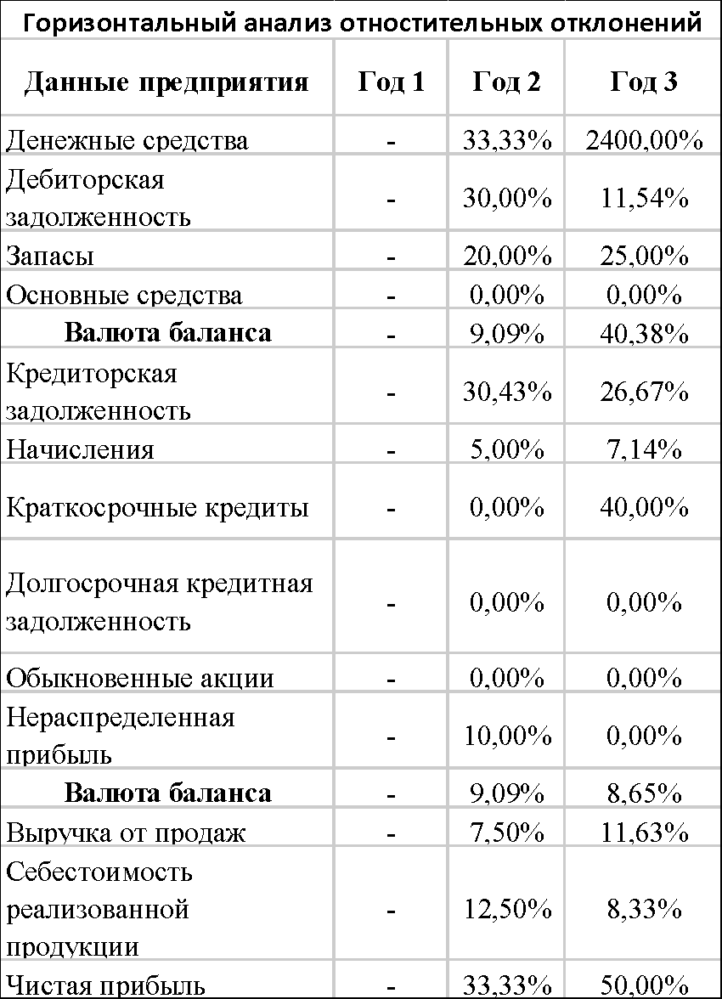 Горизонтальный анализ отностительных отклонений
Данные предприятия Год 1 Год 2 Год 3
Денежные средства - 33,33% 2400,00%
Дебиторская
задолженность - 30,00% 11,54%
Запасы - 20,00% 25,00%
Основные средства - 0,00% 0,00%
Валюта баланса - 9,09% 40,38%
Кредиторская
задолженность - 30,43% 26,67%
Начисления - 5,00% 7,14%
Краткосрочные кредиты - 0,00% 40,00%
Долгосрочная кредитная
задолженность - 0,00% 0,00%
Обыкновенные акции - 0,00% 0,00%
Нераспределенная
прибыль - 10,00% 0,00%
Валюта баланса - 9,09% 8,65%
Выручка от продаж - 7,50% 11,63%
Себестоимость
реализованной - 12,50% 8,33%
продукции
Чистая прибыль - 33,33% 50,00%